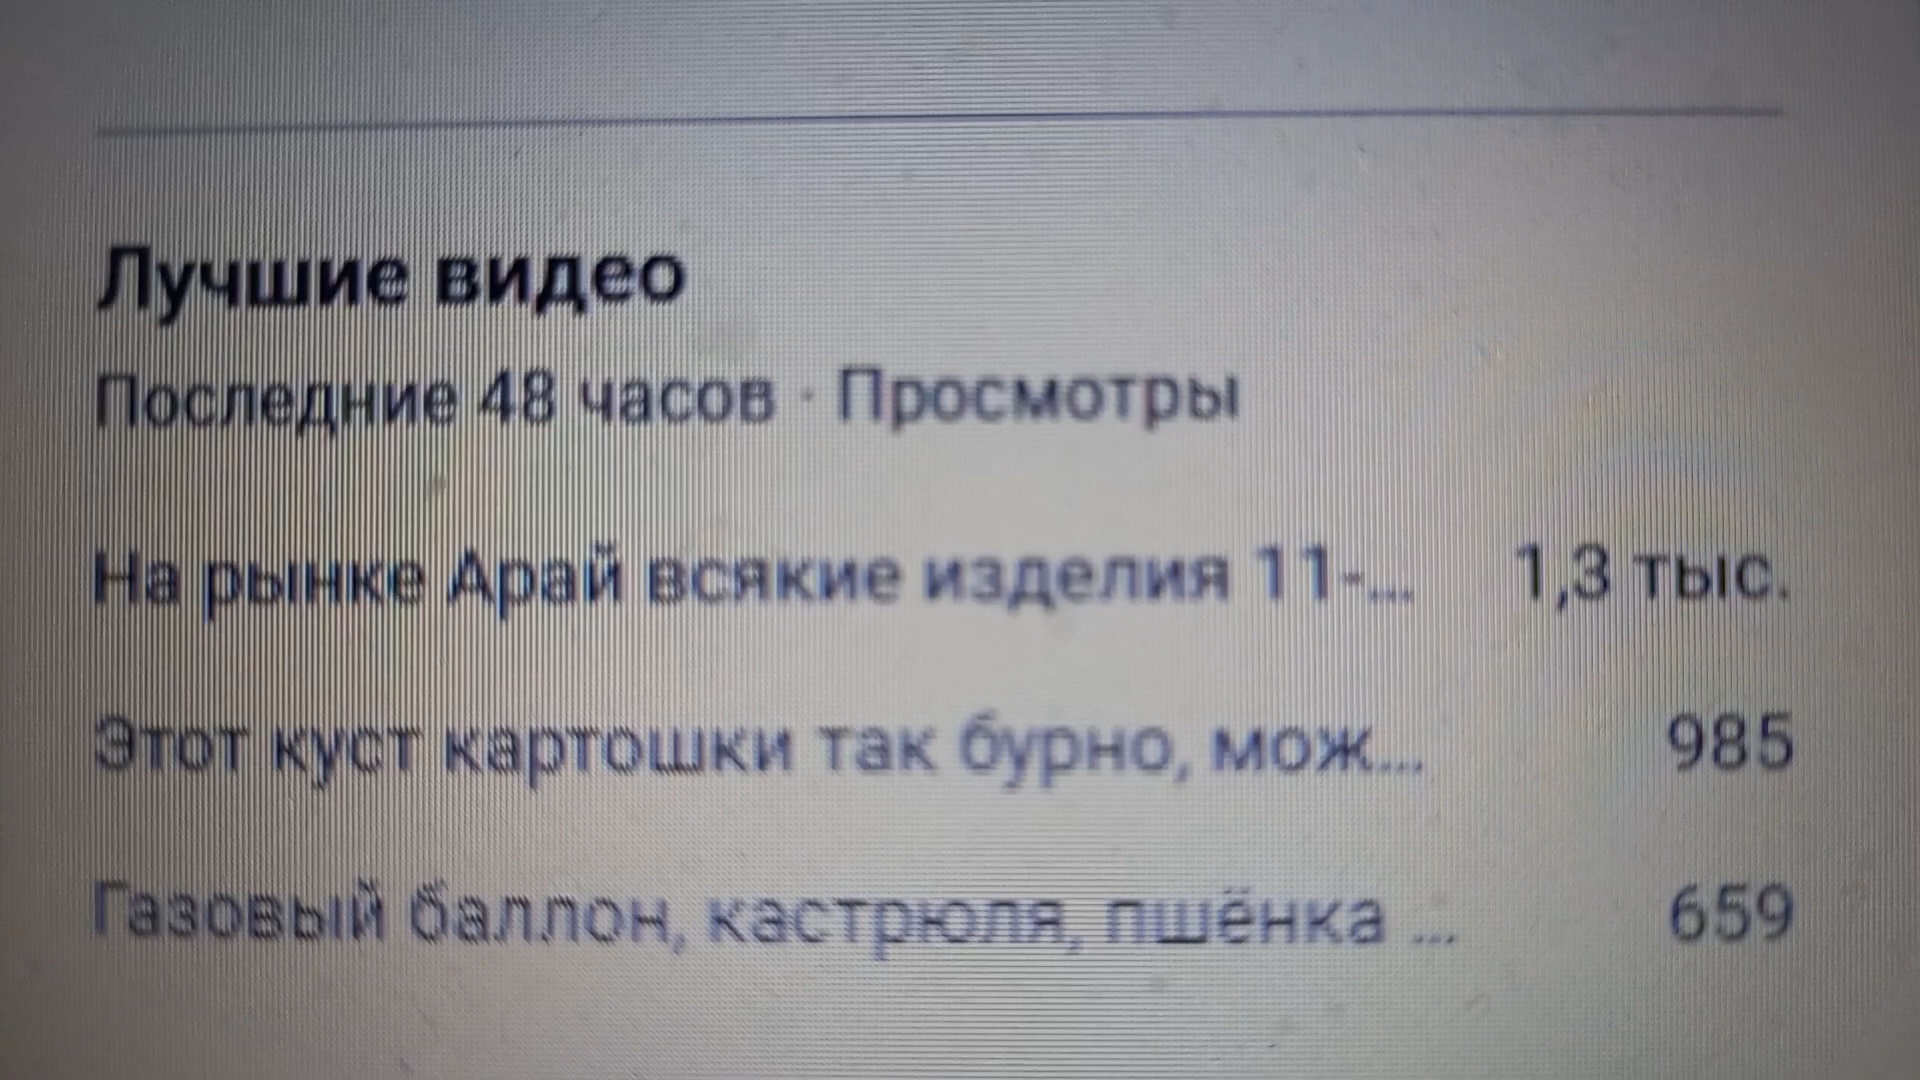 Лучшие видео
Последние 48 часов · Просмотры
На рынке Арай всякие изделия 11-... 1,3 тыс.
Этот куст картошки так бурно, мож... 985
Газовый баллон, кастрюля, пшёнка ... 659